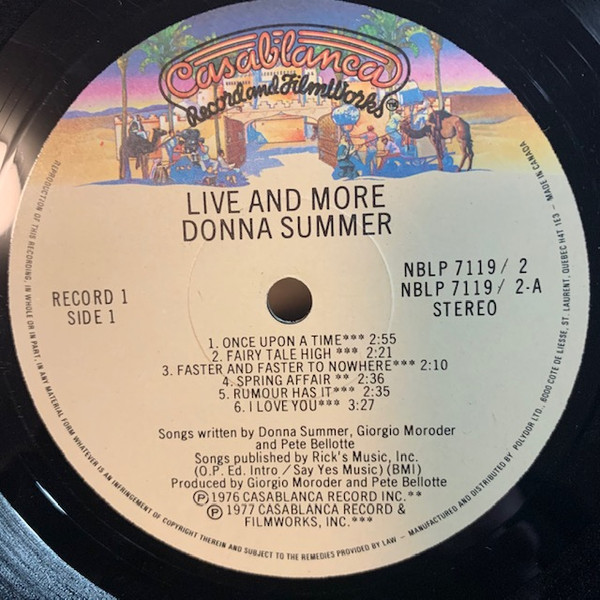 Casablanca
Record and FilmWorks
LIVE AND MORE
DONNA SUMMER
RECORD 1
SIDE 1
NBLP 7119 / 2
NBLP 7119 / 2-A
STEREO
1. ONCE UPON A TIME*** 2:55
2. FAIRY TALE HIGH *** 2:21
3. FASTER AND FASTER TO NOWHERE*** 2:10
4. SPRING AFFAIR ** 2:36
5. RUMOUR HAS IT*** 2:35
6. I LOVE YOU*** 3:27
Songs written by Donna Summer, Giorgio Moroder
and Pete Bellotte
Songs published by Rick's Music, Inc.
(O.P. Ed. Intro / Say Yes Music) (BMI)
Produced by Giorgio Moroder and Pete Bellotte
Ⓟ 1976 CASABLANCA RECORD INC.**
Ⓟ 1977 CASABLANCA RECORD &
FILMWORKS, INC.***
REPRODUCTION OF THIS RECORDING, IN WHOLE OR IN PART, IN ANY MATERIAL FORM WHATEVER IS AN INFRINGEMENT OF COPYRIGHT THEREIN AND SUBJECT TO THE REMEDIES PROVIDED BY LAW – MANUFACTURED AND DISTRIBUTED BY POLYDOR LTD., 6000 COTE DE LIESSE, ST. LAURENT, QUEBEC H4T 1E3 – MADE IN CANADA